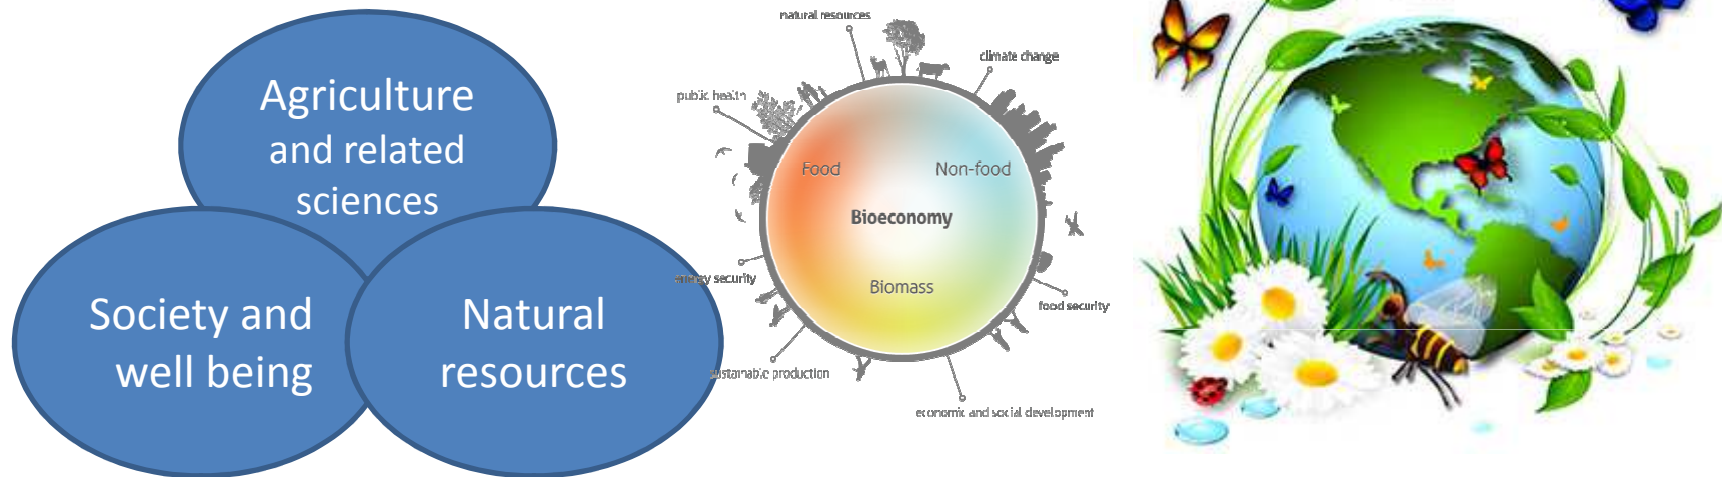 Agriculture
and related
sciences
Society and
well being
Natural
resources
natural resources
climate change
public health
Food
Non-food
Bioeconomy
Biomass
security
food security
sustainable production
economic and social development